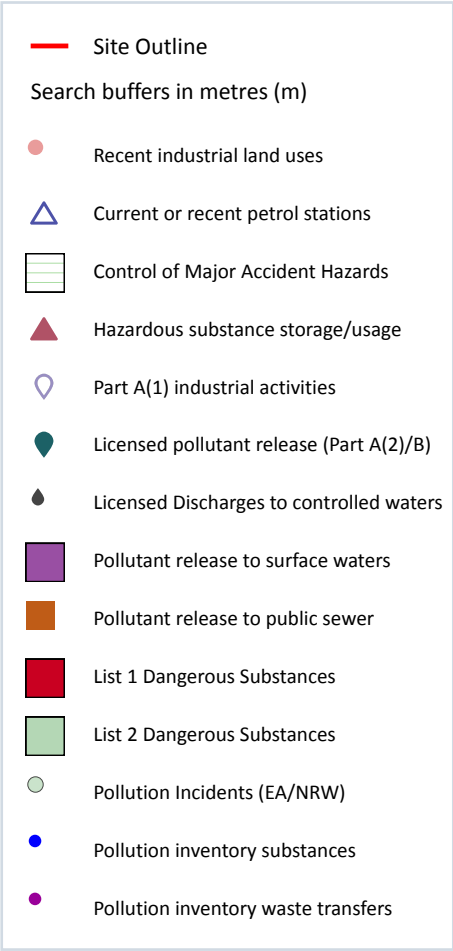 Site Outline
Search buffers in metres (m)
Recent industrial land uses
Current or recent petrol stations
Control of Major Accident Hazards
Hazardous substance storage/usage
Part A(1) industrial activities
Licensed pollutant release (Part A(2)/B)
Licensed Discharges to controlled waters
Pollutant release to surface waters
Pollutant release to public sewer
List 1 Dangerous Substances
List 2 Dangerous Substances
Pollution Incidents (EA/NRW)
Pollution inventory substances
Pollution inventory waste transfers